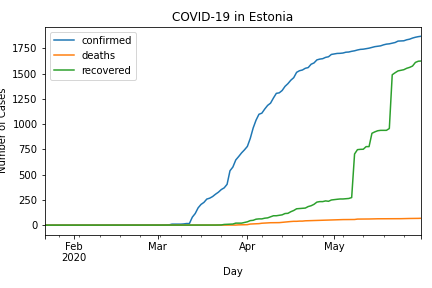 COVID-19 in Estonia
confirmed
deaths
recovered
1750
1500
1250
1000
750
500
250
0
Number of Cases
Feb
2020
Mar
Apr
May
Day